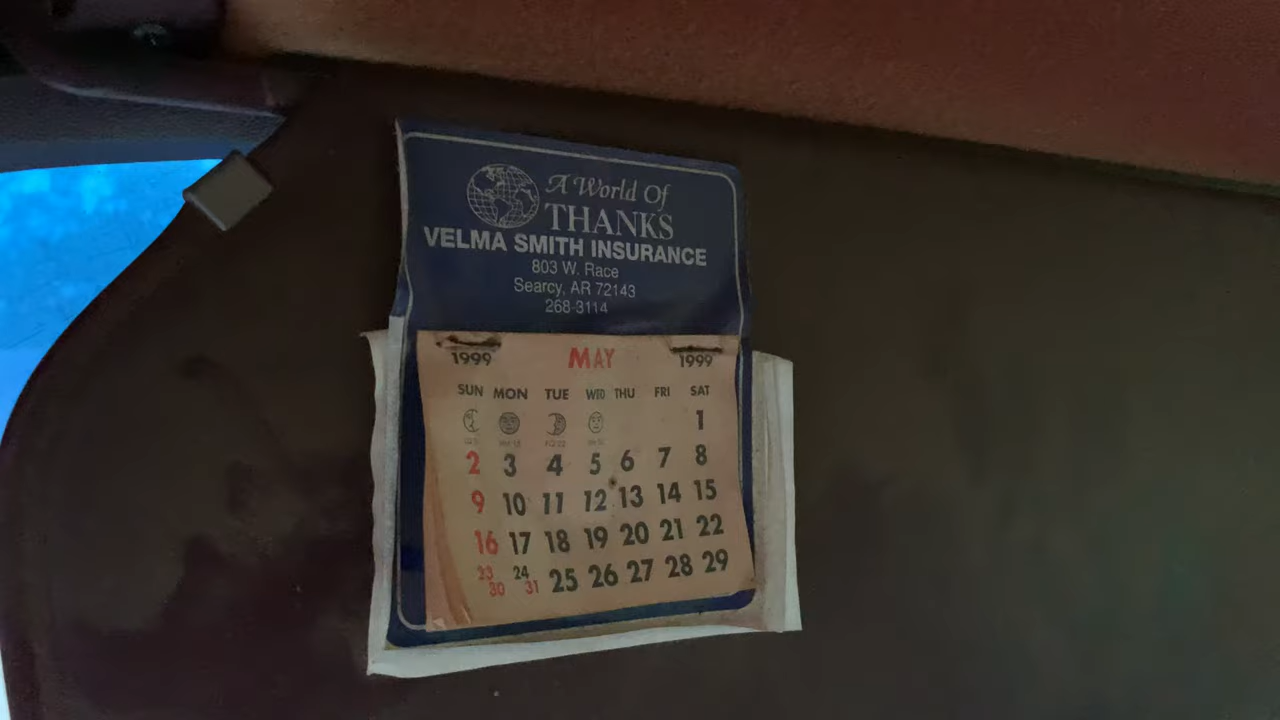 A World Of
THANKS
VELMA SMITH INSURANCE
803 W. Race
Searcy, AR 72143
268-3114
1999 MAY 1999
SUN MON TUE WED THU FRI SAT
1
2 3 4 5 6 7 8
9 10 11 12 13 14 15
16 17 18 19 20 21 22
23 24 25 26 27 28 29
30 31